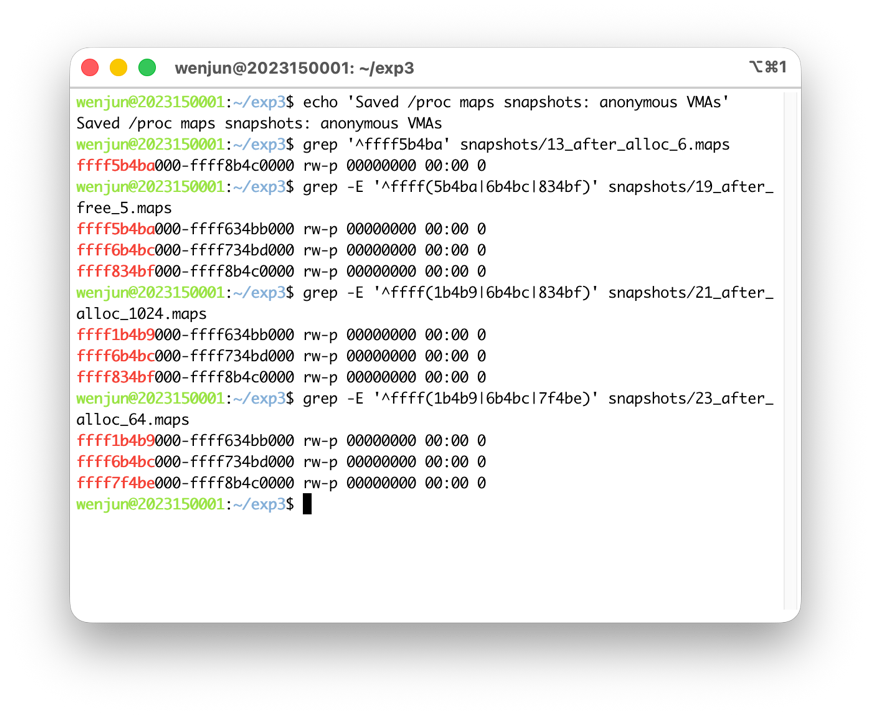 wenjun@2023150001: ~/exp3
⌥⌘1
wenjun@2023150001:~/exp3$ echo 'Saved /proc maps snapshots: anonymous VMAs'
Saved /proc maps snapshots: anonymous VMAs
wenjun@2023150001:~/exp3$ grep '^ffff5b4ba' snapshots/13_after_alloc_6.maps
ffff5b4ba000-ffff8b4c0000 rw-p 00000000 00:00 0
wenjun@2023150001:~/exp3$ grep -E '^ffff(5b4ba|6b4bc|834bf)' snapshots/19_after_
free_5.maps
ffff5b4ba000-ffff634bb000 rw-p 00000000 00:00 0
ffff6b4bc000-ffff734bd000 rw-p 00000000 00:00 0
ffff834bf000-ffff8b4c0000 rw-p 00000000 00:00 0
wenjun@2023150001:~/exp3$ grep -E '^ffff(1b4b9|6b4bc|834bf)' snapshots/21_after_
alloc_1024.maps
ffff1b4b9000-ffff634bb000 rw-p 00000000 00:00 0
ffff6b4bc000-ffff734bd000 rw-p 00000000 00:00 0
ffff834bf000-ffff8b4c0000 rw-p 00000000 00:00 0
wenjun@2023150001:~/exp3$ grep -E '^ffff(1b4b9|6b4bc|7f4be)' snapshots/23_after_
alloc_64.maps
ffff1b4b9000-ffff634bb000 rw-p 00000000 00:00 0
ffff6b4bc000-ffff734bd000 rw-p 00000000 00:00 0
ffff7f4be000-ffff8b4c0000 rw-p 00000000 00:00 0
wenjun@2023150001:~/exp3$